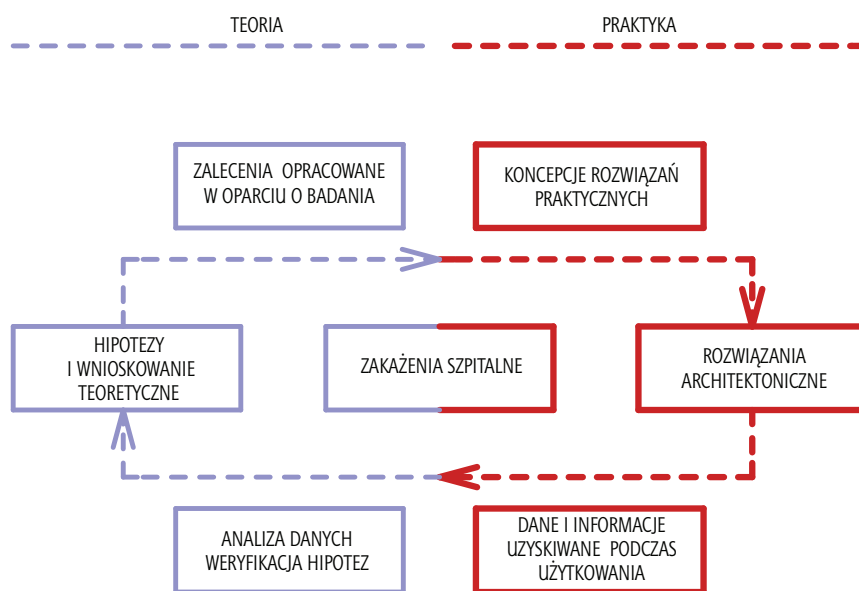 TEORIA
PRAKTYKA
ZALECENIA OPRACOWANE
W OPARCIU O BADANIA
KONCEPCJE ROZWIĄZAŃ
PRAKTYCZNYCH
HIPOTEZY
I WNIOSKOWANIE
TEORETYCZNE
ZAKAŻENIA SZPITALNE
ROZWIĄZANIA
ARCHITEKTONICZNE
ANALIZA DANYCH
WERYFIKACJA HIPOTEZ
DANE I INFORMACJE
UZYSKIWANE PODCZAS
UŻYTKOWANIA